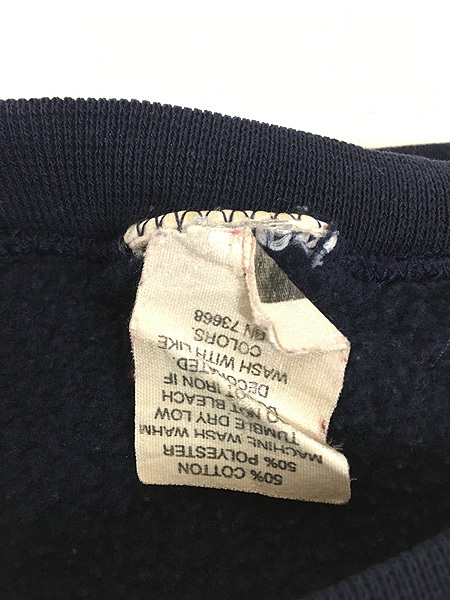 50% COTTON
50% POLYESTER
MACHINE WASH WARM
TUMBLE DRY LOW
DO NOT BLEACH
NOT IRON IF
DECORATED.
WASH WITH LIKE
COLORS.
RN 73668